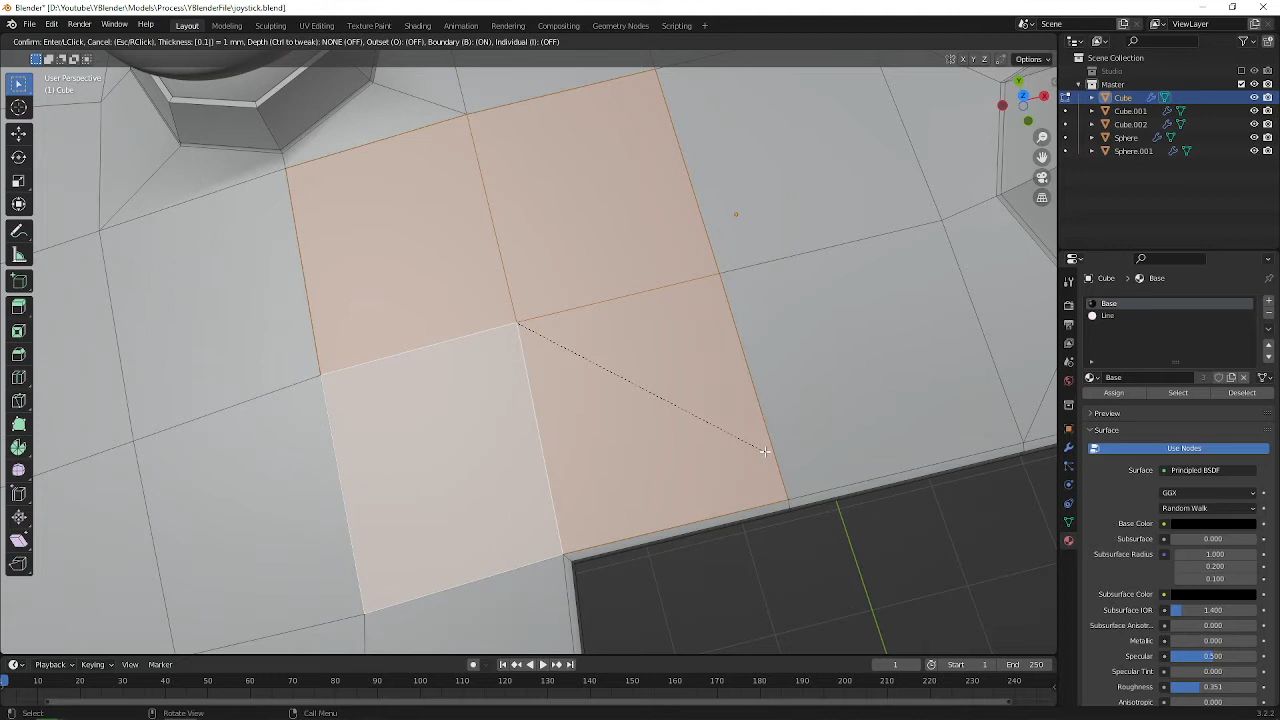 Blender* [D:\Youtube\YBlender\Models\Process\YBlenderFile\joystick.blend]
File Edit Render Window Help Layout Modeling Sculpting UV Editing Texture Paint Shading Animation Rendering Compositing Geometry Nodes Scripting + Scene ViewLayer
Confirm: Enter/LClick, Cancel: (Esc/RClick), Thickness: [0.1|] = 1 mm, Depth (Ctrl to tweak): NONE (OFF), Outset (O): (OFF), Boundary (B): (ON), Individual (I): (OFF)
X Y Z Options
User Perspective
(1) Cube
Scene Collection
Studio
Master
Cube
Cube.001
Cube.002
Sphere
Sphere.001
Y
Z
X
Cube > Base
Base
Line
Base 3
Assign Select Deselect
Preview
Surface
Use Nodes
Surface Principled BSDF
GGX
Random Walk
Base Color
Subsurface 0.000
Subsurface Radius 1.000
0.200
0.100
Subsurface Color
Subsurface IOR 1.400
Subsurface Anisotr.. 0.000
Metallic 0.000
Specular 0.500
Specular Tint 0.000
Roughness 0.351
Anisotropic 0.000
Playback Keying View Marker 1 Start 1 End 250
10 20 30 40 50 60 70 80 90 100 110 120 130 140 150 160 170 180 190 200 210 220 230 240
Select Rotate View Call Menu 3.2.2